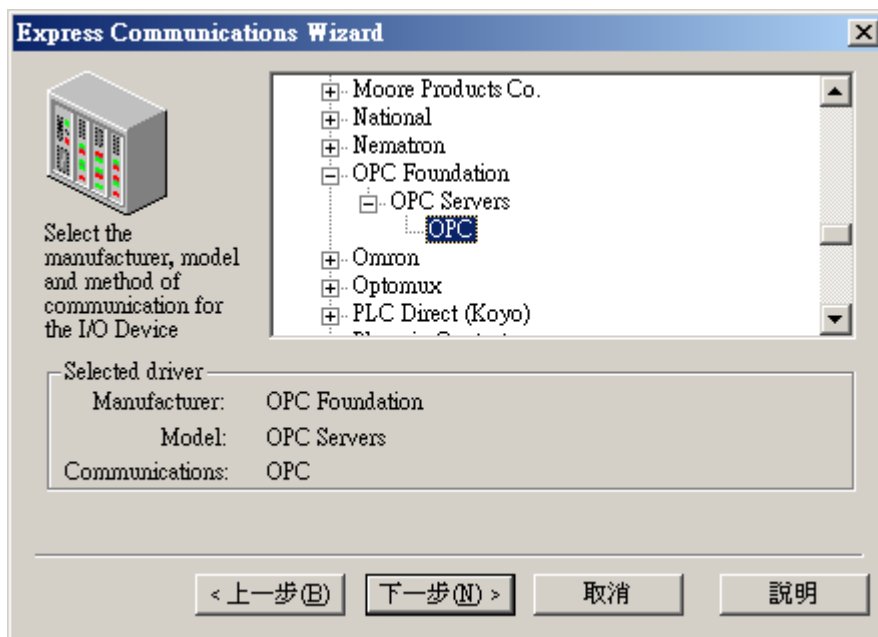 Express Communications Wizard
Moore Products Co.
National
Nematron
OPC Foundation
OPC Servers
OPC
Omron
Optomux
PLC Direct (Koyo)
Select the
manufacturer, model
and method of
communication for
the I/O Device
Selected driver
Manufacturer: OPC Foundation
Model: OPC Servers
Communications: OPC
< 上一步(B) 下一步(N) > 取消 說明